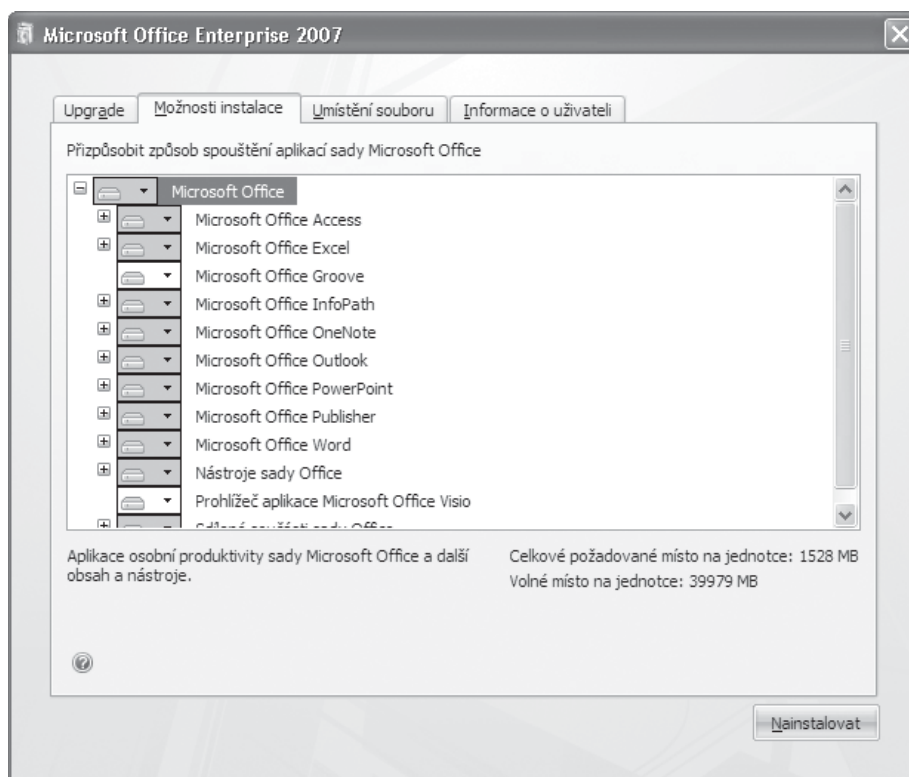 Microsoft Office Enterprise 2007
Upgrade Možnosti instalace Umístění souboru Informace o uživateli
Přizpůsobit způsob spouštění aplikací sady Microsoft Office
Microsoft Office
Microsoft Office Access
Microsoft Office Excel
Microsoft Office Groove
Microsoft Office InfoPath
Microsoft Office OneNote
Microsoft Office Outlook
Microsoft Office PowerPoint
Microsoft Office Publisher
Microsoft Office Word
Nástroje sady Office
Prohlížeč aplikace Microsoft Office Visio
Sdílené součásti sady Office
Aplikace osobní produktivity sady Microsoft Office a další
obsah a nástroje.
Celkové požadované místo na jednotce: 1528 MB
Volné místo na jednotce: 39979 MB
Nainstalovat